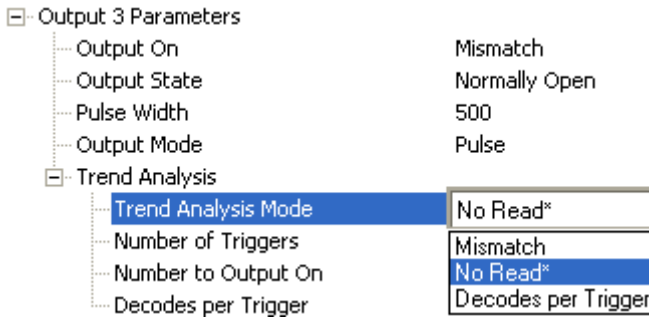 Output 3 Parameters
Output On Mismatch
Output State Normally Open
Pulse Width 500
Output Mode Pulse
Trend Analysis
Trend Analysis Mode No Read*
Number of Triggers Mismatch
Number to Output On No Read*
Decodes per Trigger Decodes per Trigger